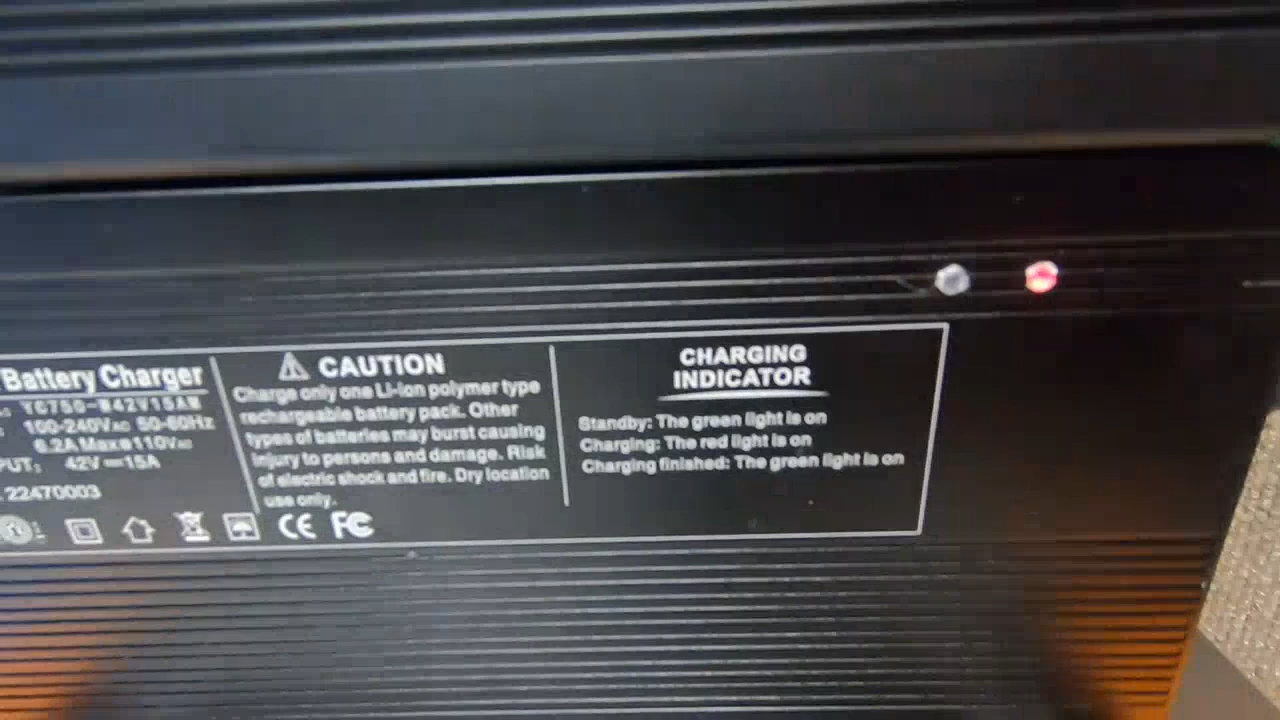 Battery Charger
100-240VAC 50-60Hz
6.2A Max@110VAC
PUT: 42V 15A
22470003
CAUTION
Charge only one Li-ion polymer type
rechargeable battery pack. Other
types of batteries may burst causing
injury to persons and damage. Risk
of electric shock and fire. Dry location
use only.
CE FC
CHARGING
INDICATOR
Standby: The green light is on
Charging: The red light is on
Charging finished: The green light is on